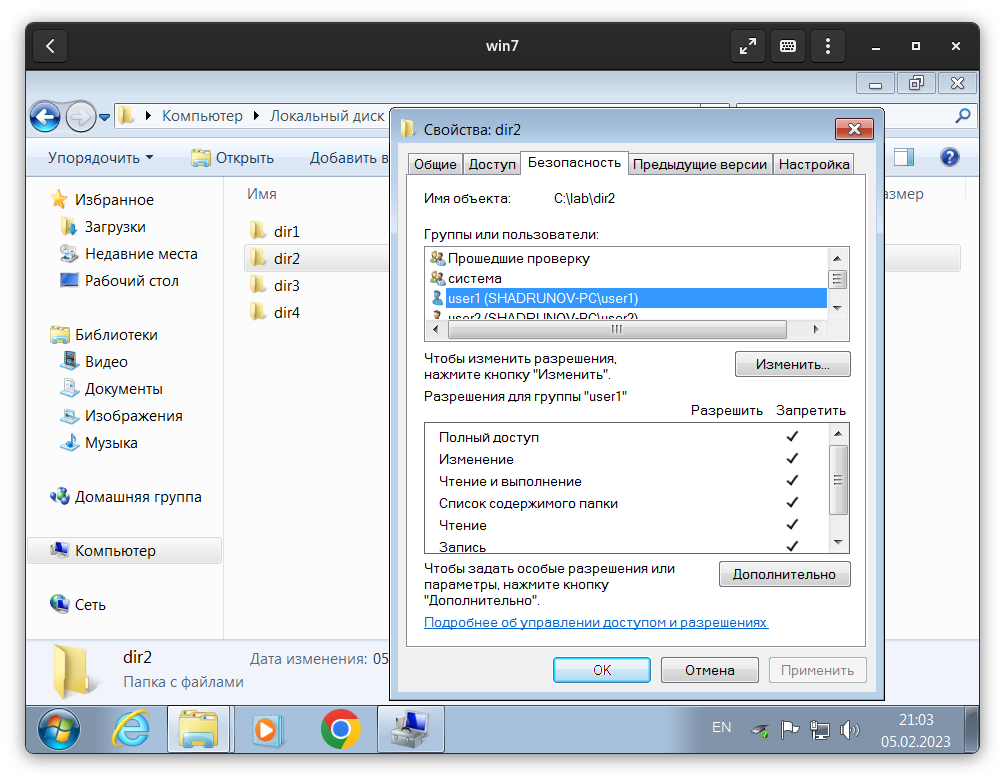 win7
Компьютер
Локальный диск
Упорядочить
Открыть
Добавить в
Избранное
Загрузки
Недавние места
Рабочий стол
Библиотеки
Видео
Документы
Изображения
Музыка
Домашняя группа
Компьютер
Сеть
Имя
азмер
dir1
dir2
dir3
dir4
Свойства: dir2
Общие
Доступ
Безопасность
Предыдущие версии
Настройка
Имя объекта: C:\lab\dir2
Группы или пользователи:
Прошедшие проверку
система
user1 (SHADRUNOV-PC\user1)
user2 (SHADRUNOV-PC\user2)
Чтобы изменить разрешения,
нажмите кнопку "Изменить".
Изменить...
Разрешения для группы "user1"
Разрешить Запретить
Полный доступ
Изменение
Чтение и выполнение
Список содержимого папки
Чтение
Запись
Чтобы задать особые разрешения или
параметры, нажмите кнопку
"Дополнительно".
Дополнительно
Подробнее об управлении доступом и разрешениях
OK
Отмена
Применить
dir2
Дата изменения: 05
Папка с файлами
EN
21:03
05.02.2023